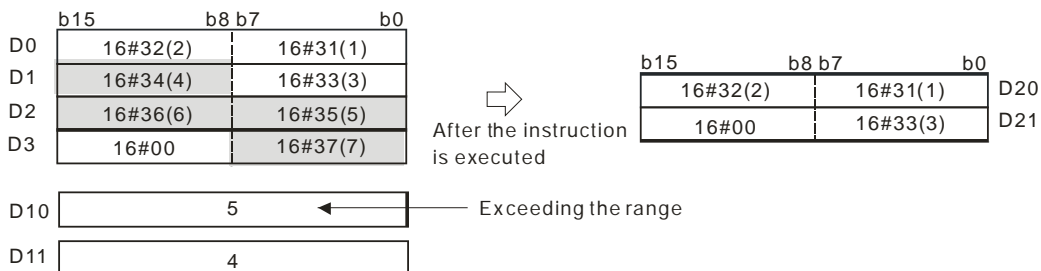 b15 b8 b7 b0
D0 16#32(2) 16#31(1)
D1 16#34(4) 16#33(3)
D2 16#36(6) 16#35(5)
D3 16#00 16#37(7)
After the instruction
is executed
b15 b8 b7 b0
16#32(2) 16#31(1) D20
16#00 16#33(3) D21
D10 5 Exceeding the range
D11 4